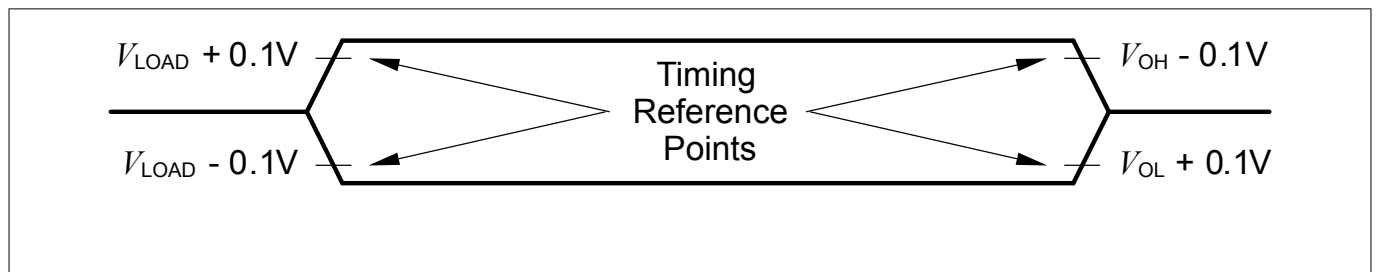 VLOAD + 0.1V
VLOAD - 0.1V
Timing
Reference
Points
VOH - 0.1V
VOL + 0.1V